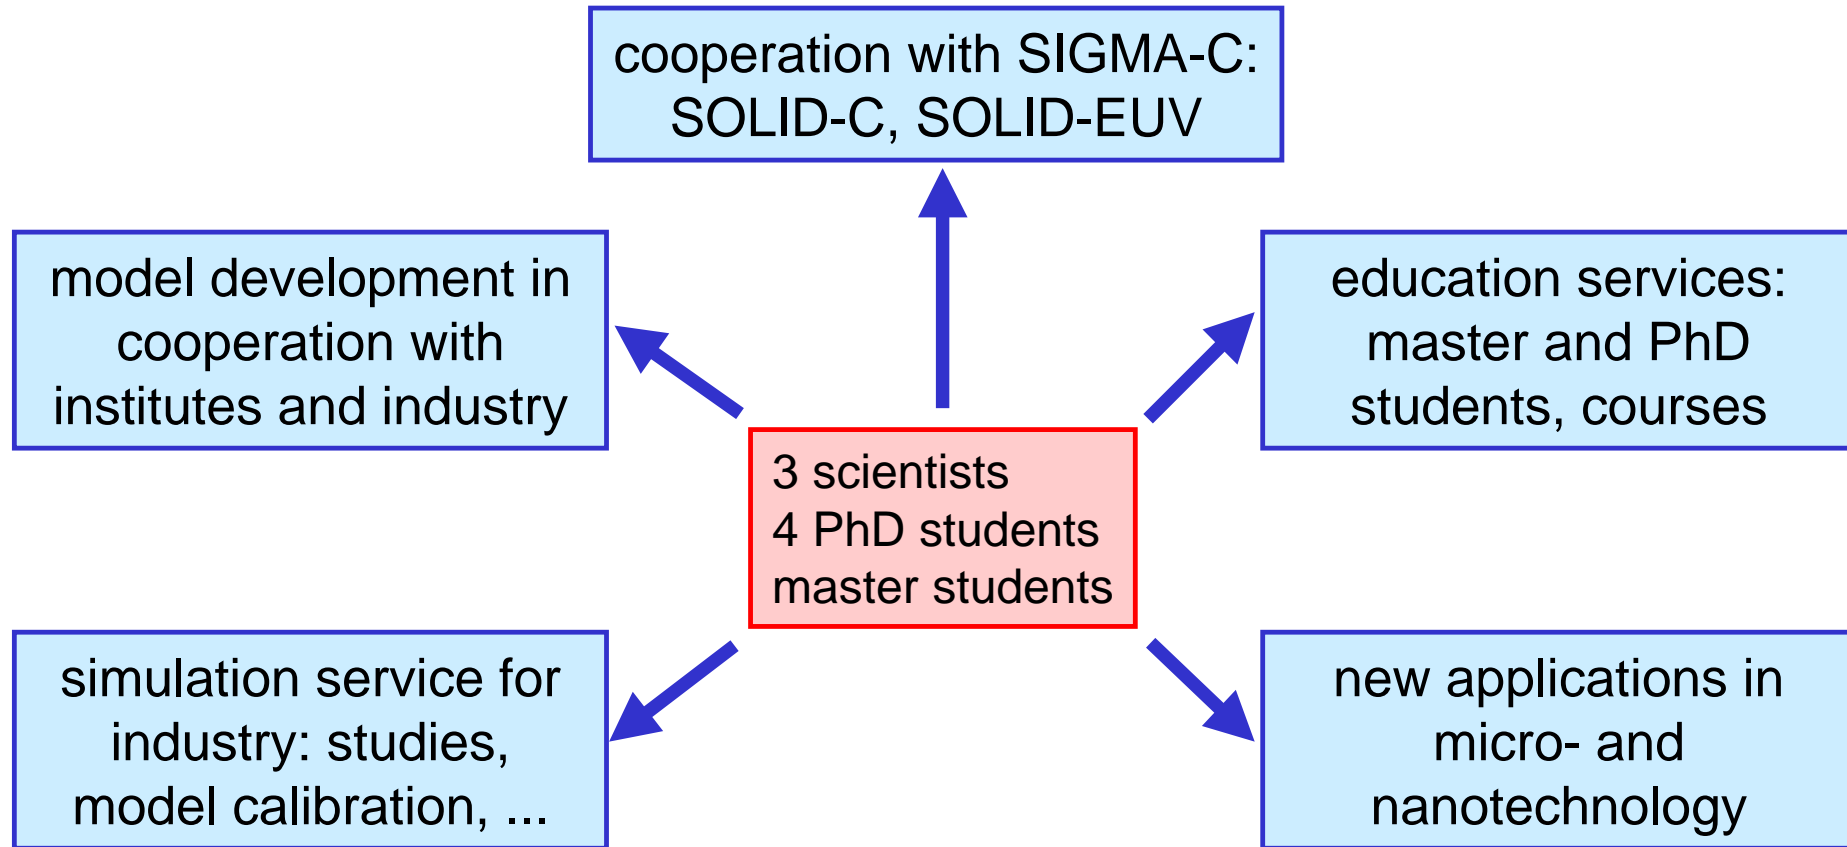 cooperation with SIGMA-C:
SOLID-C, SOLID-EUV
model development in
cooperation with
institutes and industry
education services:
master and PhD
students, courses
3 scientists
4 PhD students
master students
simulation service for
industry: studies,
model calibration, ...
new applications in
micro- and
nanotechnology